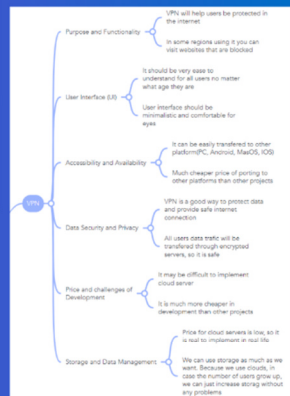 VPN will help users be protected in
the internet
Purpose and Functionality
In some regions using it you can
visit websites that are blocked
It should be very ease to
understand for all users no matter
what age they are
User Interface (UI)
User interface should be
minimalistic and comfortable for
eyes
It can be easily transfered to other
platform(PC, Android, MacOS, IOS)
Accessibility and Availability
Much cheaper price of porting to
other platforms than other projects
VPN
VPN is a good way to protect data
and provide safe internet
connection
Data Security and Privacy
All users data trafic will be
transfered through encrypted
servers, so it is safe
It may be difficult to implement
cloud server
Price and challenges of
Development
It is much more cheaper in
development than other projects
Price for cloud servers is low, so it
is real to implement in real life
Storage and Data Management
We can use storage as much as we
want. Because we use clouds, in
case the number of users grow up,
we can just increase storag without
any problems